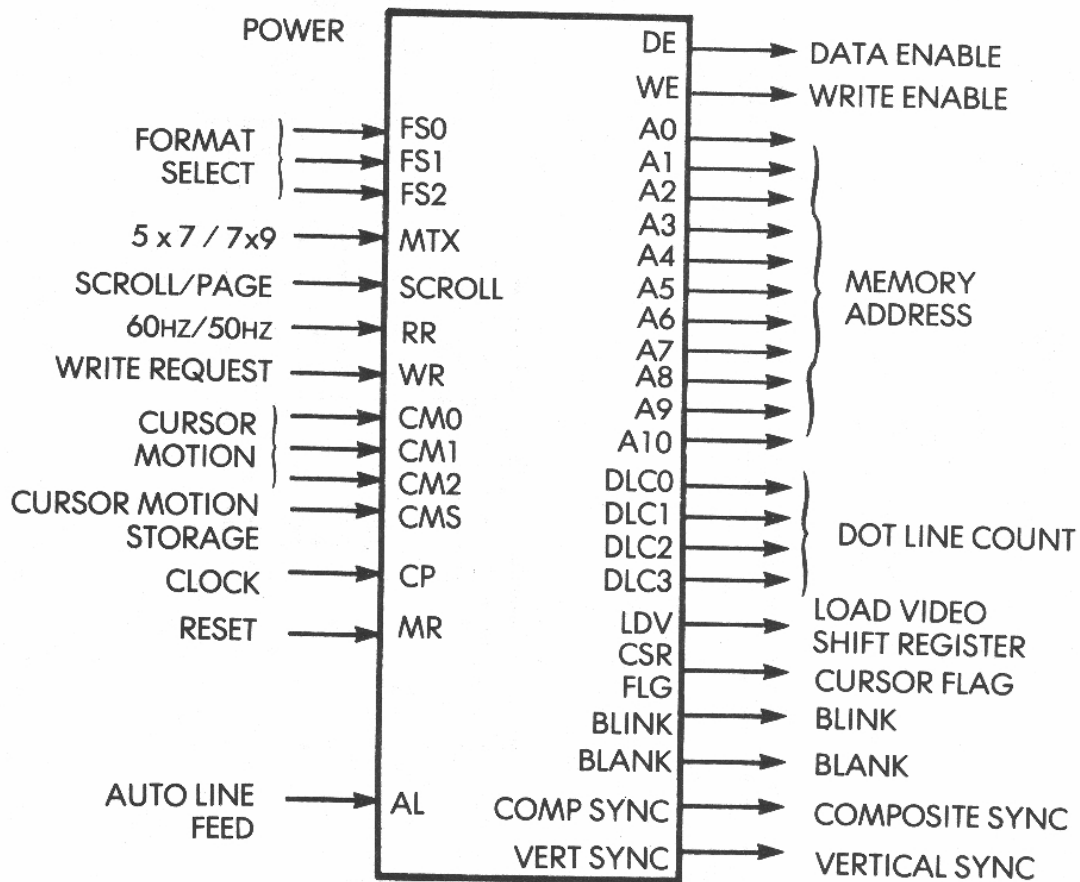 POWER
FORMAT
SELECT
5 x 7 / 7x9
SCROLL/PAGE
60HZ/50HZ
WRITE REQUEST
CURSOR
MOTION
CURSOR MOTION
STORAGE
CLOCK
RESET
AUTO LINE
FEED
FS0
FS1
FS2
MTX
SCROLL
RR
WR
CM0
CM1
CM2
CMS
CP
MR
AL
DE
WE
A0
A1
A2
A3
A4
A5
A6
A7
A8
A9
A10
DLC0
DLC1
DLC2
DLC3
LDV
CSR
FLG
BLINK
BLANK
COMP SYNC
VERT SYNC
DATA ENABLE
WRITE ENABLE
MEMORY
ADDRESS
DOT LINE COUNT
LOAD VIDEO
SHIFT REGISTER
CURSOR FLAG
BLINK
BLANK
COMPOSITE SYNC
VERTICAL SYNC